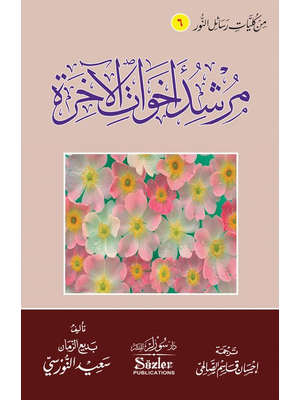 من كليات رسائل النور ٦
مرشد أخوات الآخرة
تأليف
بديع الزمان
سعيد النورسي
دار سوزلر للنشر
Sözler
PUBLICATIONS
ترجمة
إحسان قاسم الصالحي